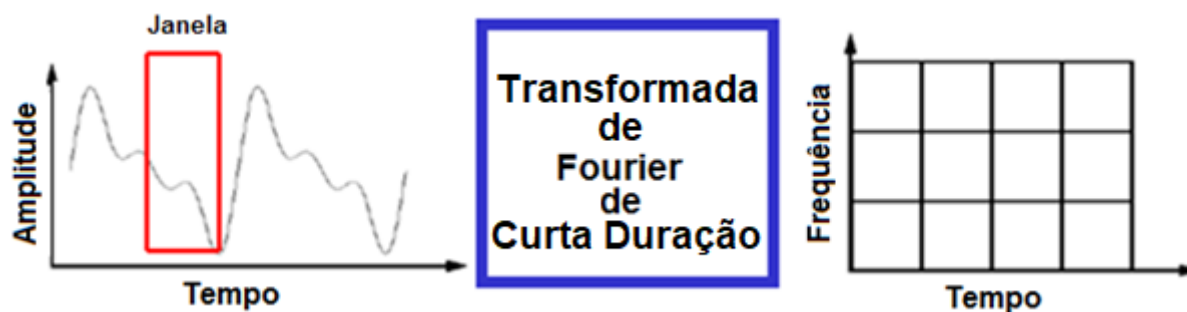 Janela
Amplitude
Tempo
Transformada
de
Fourier
de
Curta Duração
Frequência
Tempo